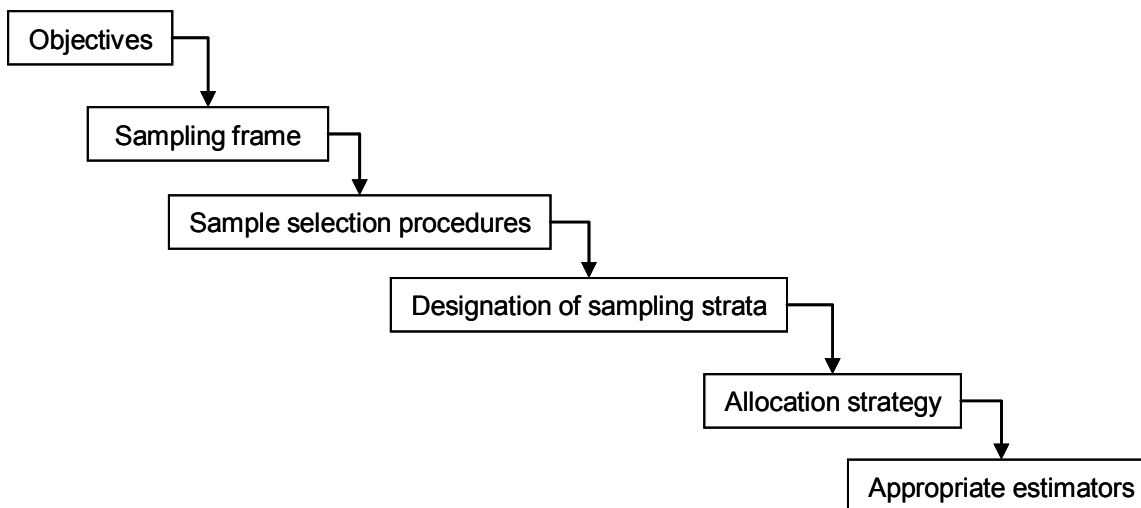 Objectives
Sampling frame
Sample selection procedures
Designation of sampling strata
Allocation strategy
Appropriate estimators